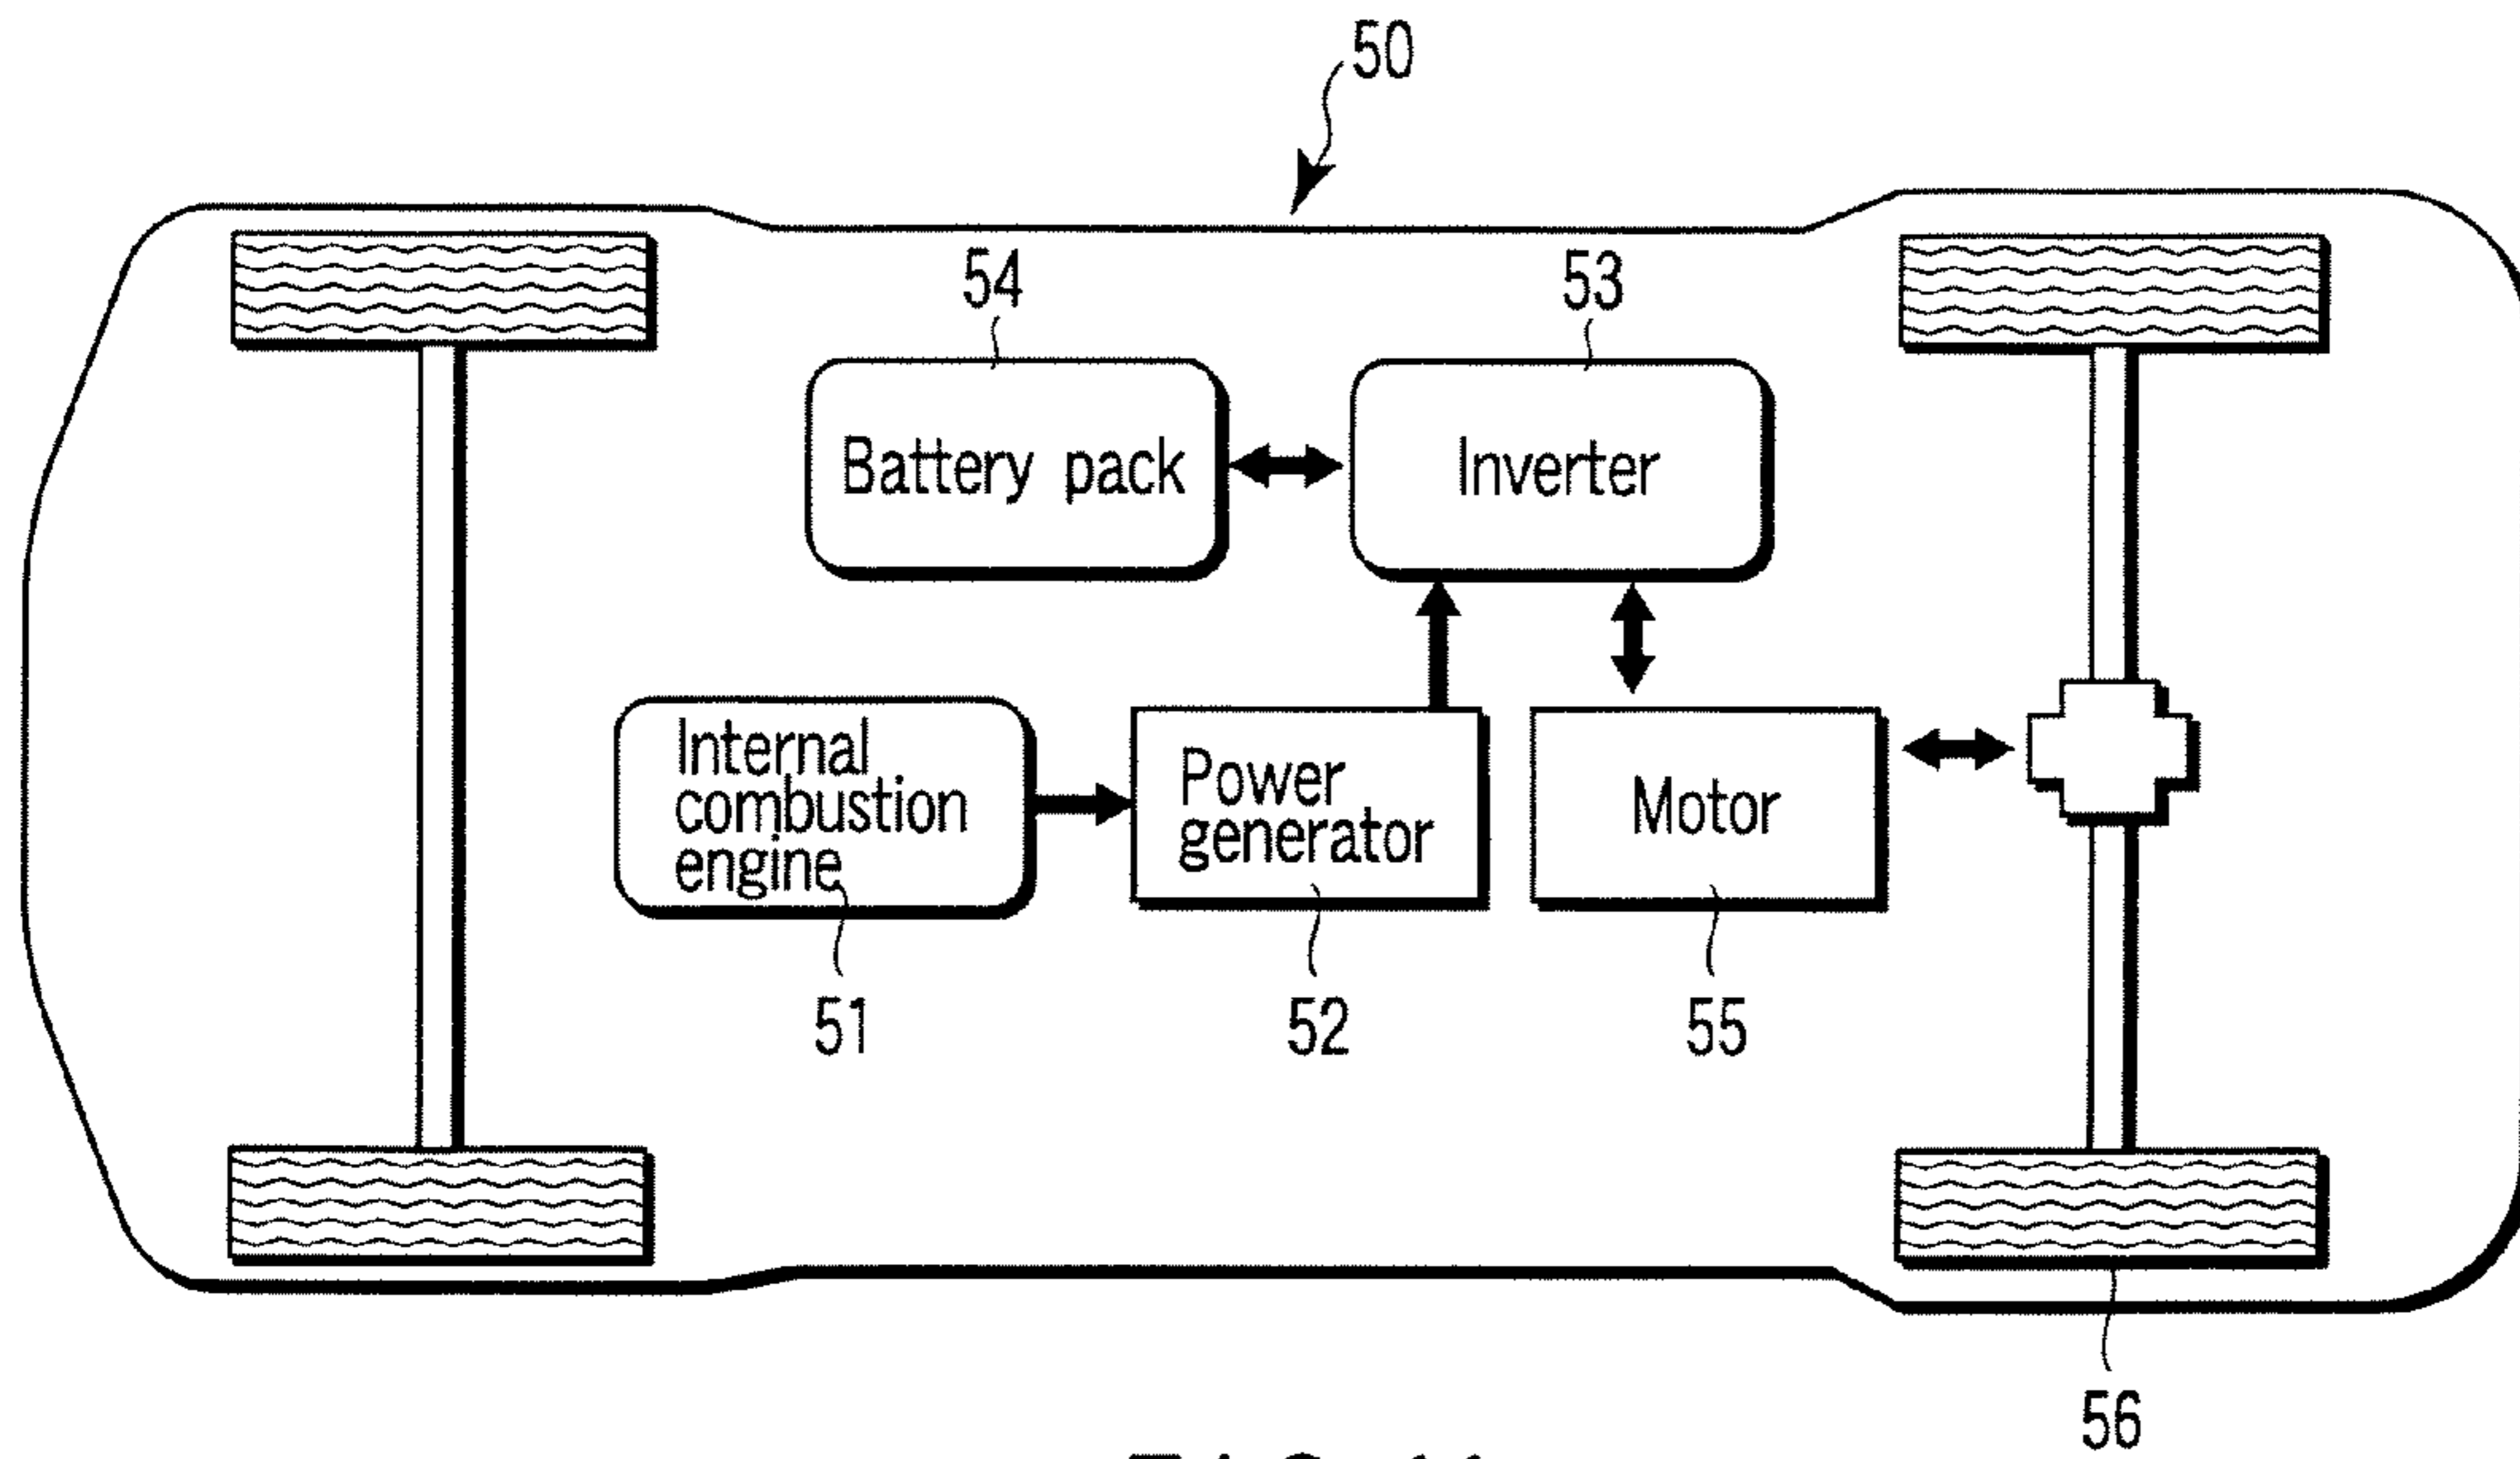 50
54
53
Battery pack
Inverter
Internal
combustion
engine
Power
generator
Motor
51
52
55
56